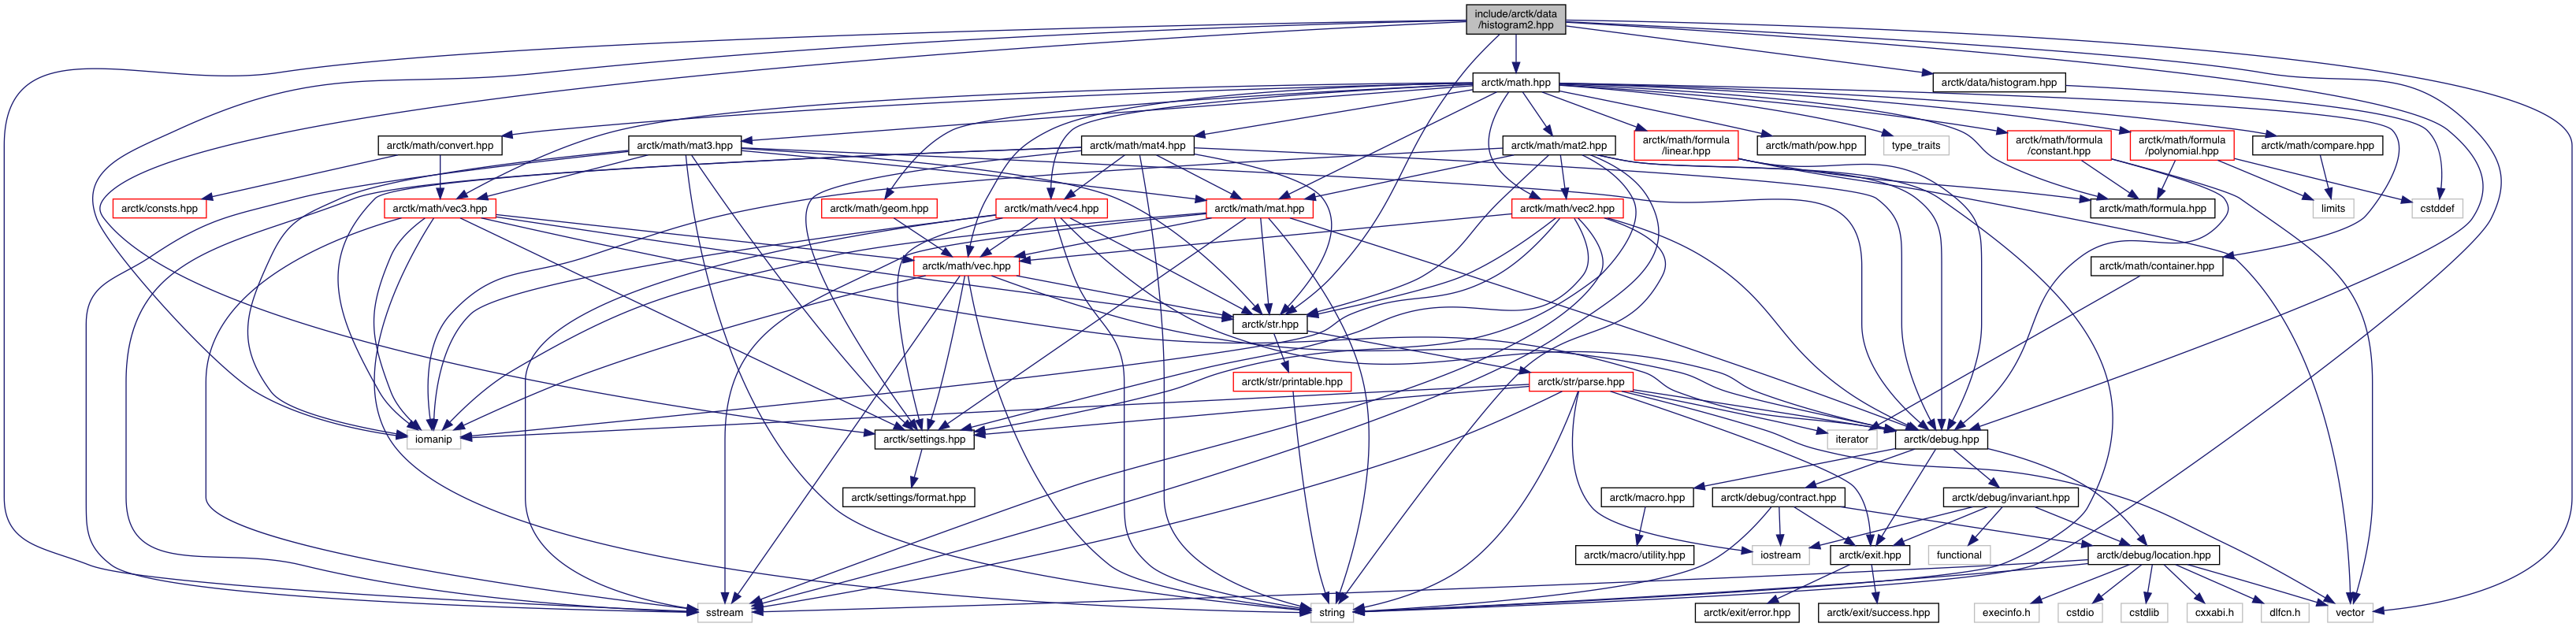 include/arctk/data
/histogram2.hpp
arctk/math.hpp
arctk/data/histogram.hpp
arctk/math/convert.hpp
arctk/math/mat3.hpp
arctk/math/mat4.hpp
arctk/math/mat2.hpp
arctk/math/formula
/linear.hpp
arctk/math/pow.hpp
type_traits
arctk/math/formula
/constant.hpp
arctk/math/formula
/polynomial.hpp
arctk/math/compare.hpp
arctk/consts.hpp
arctk/math/vec3.hpp
arctk/math/geom.hpp
arctk/math/vec4.hpp
arctk/math/mat.hpp
arctk/math/vec2.hpp
arctk/math/formula.hpp
limits
cstddef
arctk/math/vec.hpp
arctk/math/container.hpp
arctk/str.hpp
arctk/str/printable.hpp
arctk/str/parse.hpp
iomanip
arctk/settings.hpp
iterator
arctk/debug.hpp
arctk/settings/format.hpp
arctk/macro.hpp
arctk/debug/contract.hpp
arctk/debug/invariant.hpp
arctk/macro/utility.hpp
iostream
arctk/exit.hpp
functional
arctk/debug/location.hpp
sstream
string
arctk/exit/error.hpp
arctk/exit/success.hpp
execinfo.h
cstdio
cstdlib
cxxabi.h
dlfcn.h
vector